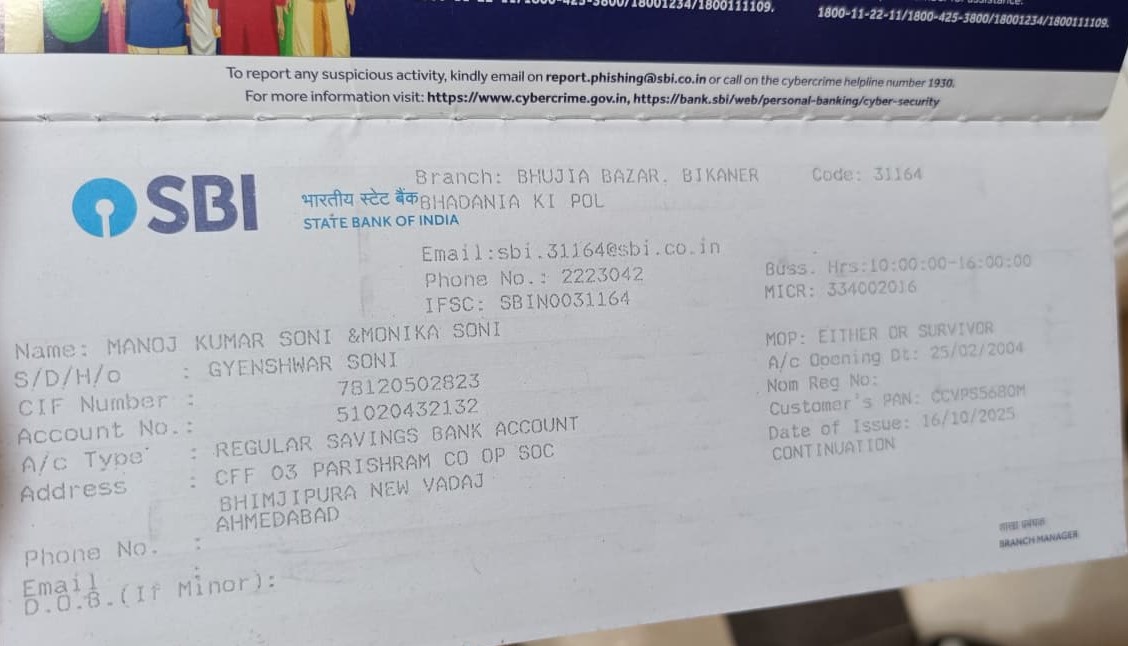 1800-11-22-11/1800-425-3800/18001234/1800111109.
To report any suspicious activity, kindly email on report.phishing@sbi.co.in or call on the cybercrime helpline number 1930.
For more information visit: https://www.cybercrime.gov.in, https://bank.sbi/web/personal-banking/cyber-security
SBI
भारतीय स्टेट बैंक
STATE BANK OF INDIA
Branch: BHUJIA BAZAR. BIKANER
Code: 31164
BHADANIA KI POL
Email:sbi.31164@sbi.co.in
Phone No.: 2223042
IFSC: SBIN0031164
Buss. Hrs:10:00:00-16:00:00
MICR: 334002016
Name: MANOJ KUMAR SONI &MONIKA SONI
S/D/H/o : GYENSHWAR SONI
CIF Number : 78120502823
Account No.: 51020432132
A/c Type : REGULAR SAVINGS BANK ACCOUNT
Address : CFF 03 PARISHRAM CO OP SOC
BHIMJIPURA NEW VADAJ
AHMEDABAD
Phone No. :
Email :
D.O.B.(If Minor):
MOP: EITHER OR SURVIVOR
A/c Opening Dt: 25/02/2004
Nom Reg No:
Customer's PAN: CCVPS5680M
Date of Issue: 16/10/2025
CONTINUATION
शाखा प्रबंधक
BRANCH MANAGER